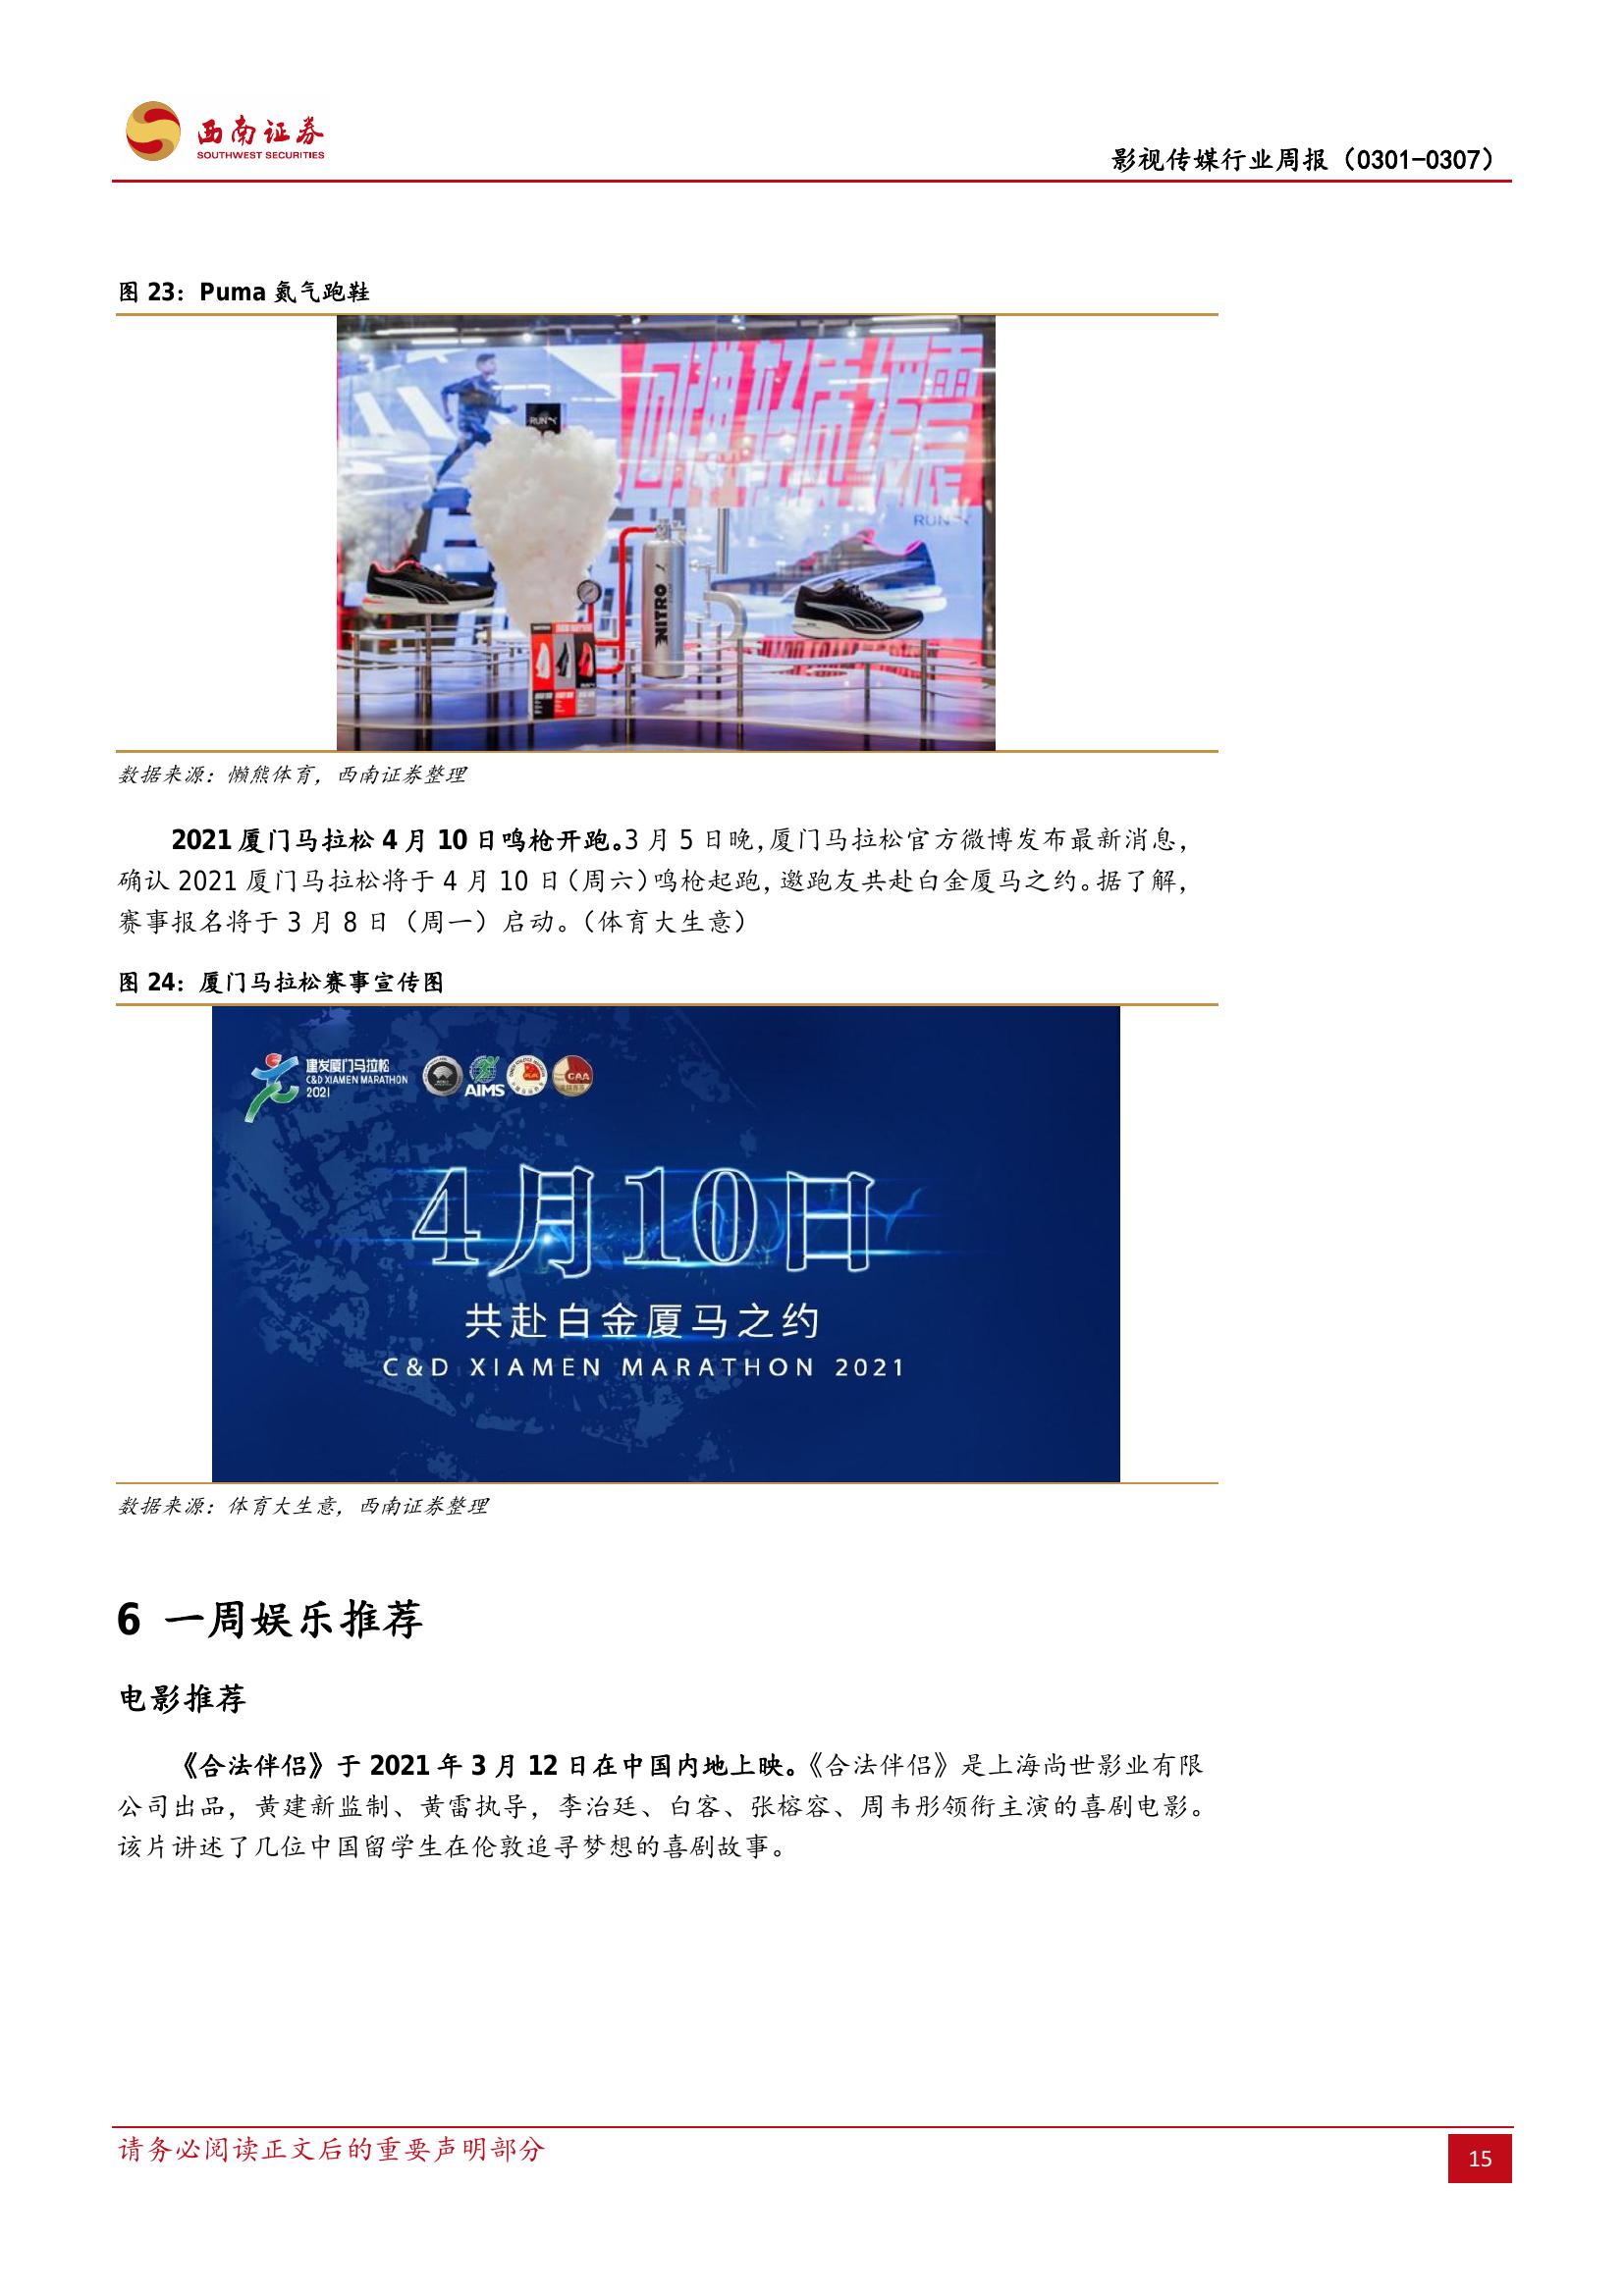 西南证券
SOUTHWEST SECURITIES
影视传媒行业周报（0301-0307）
图 23：Puma 氮气跑鞋
RUN
RUN
NITRO
数据来源：懒熊体育，西南证券整理
2021 厦门马拉松 4 月 10 日鸣枪开跑。3 月 5 日晚，厦门马拉松官方微博发布最新消息，
确认 2021 厦门马拉松将于 4 月 10 日（周六）鸣枪起跑，邀跑友共赴白金厦马之约。据了解，
赛事报名将于 3 月 8 日（周一）启动。（体育大生意）
图 24：厦门马拉松赛事宣传图
建发厦门马拉松
C&D XIAMEN MARATHON
2021
AIMS
CAA
4月10日
共赴白金厦马之约
C&D XIAMEN MARATHON 2021
数据来源：体育大生意，西南证券整理
6 一周娱乐推荐
电影推荐
《合法伴侣》于 2021 年 3 月 12 日在中国内地上映。《合法伴侣》是上海尚世影业有限
公司出品，黄建新监制、黄雷执导，李治廷、白客、张榕容、周韦彤领衔主演的喜剧电影。
该片讲述了几位中国留学生在伦敦追寻梦想的喜剧故事。
请务必阅读正文后的重要声明部分
15